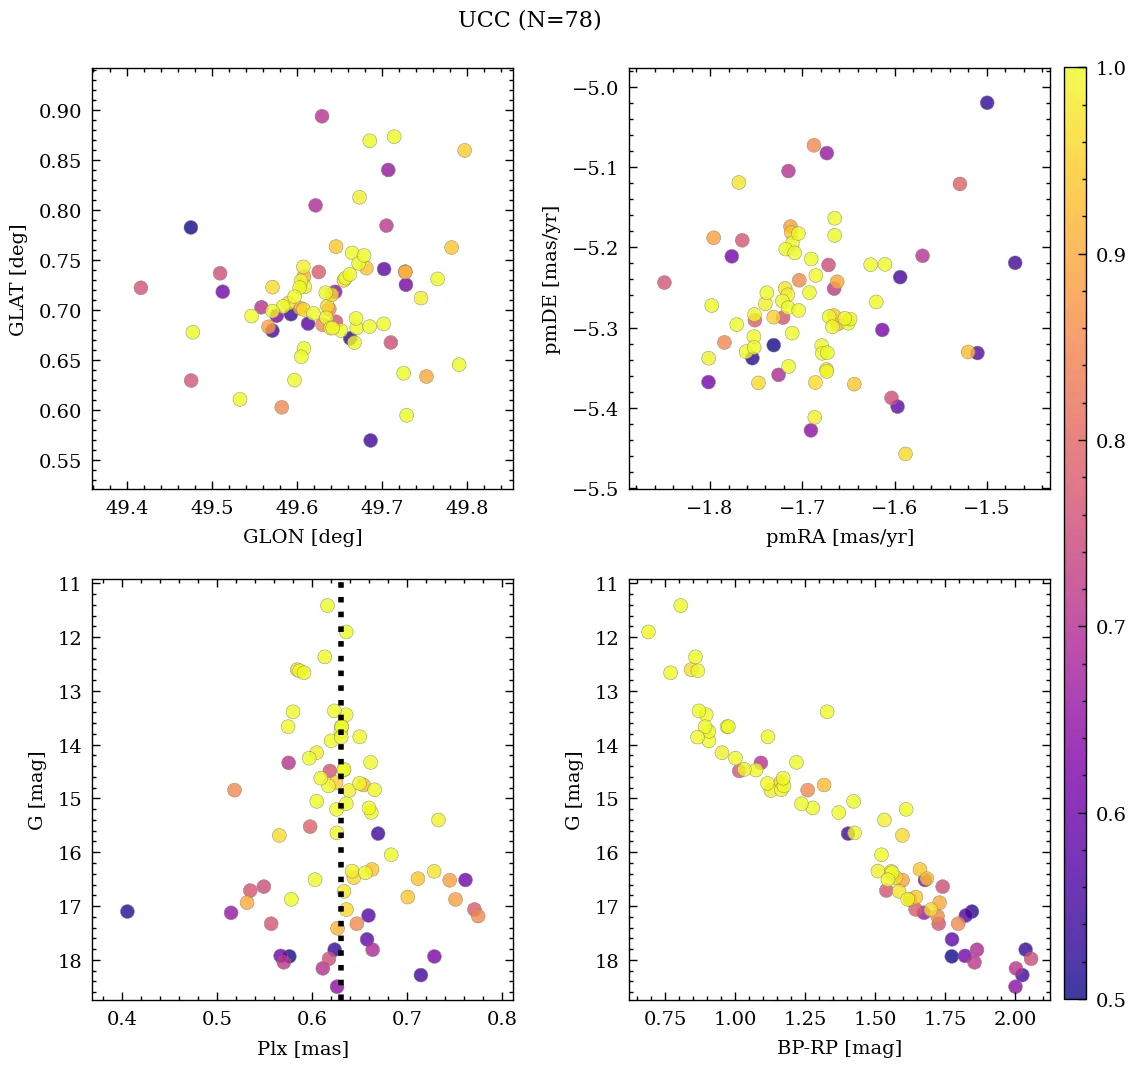 UCC (N=78)
0.90
0.85
0.80
0.75
0.70
0.65
0.60
0.55
GLAT [deg]
49.4 49.5 49.6 49.7 49.8
GLON [deg]
−5.0
−5.1
−5.2
−5.3
−5.4
−5.5
pmDE [mas/yr]
−1.8 −1.7 −1.6 −1.5
pmRA [mas/yr]
1.0
0.9
0.8
0.7
0.6
0.5
11
12
13
14
15
16
17
18
G [mag]
0.4 0.5 0.6 0.7 0.8
Plx [mas]
11
12
13
14
15
16
17
18
G [mag]
0.75 1.00 1.25 1.50 1.75 2.00
BP-RP [mag]